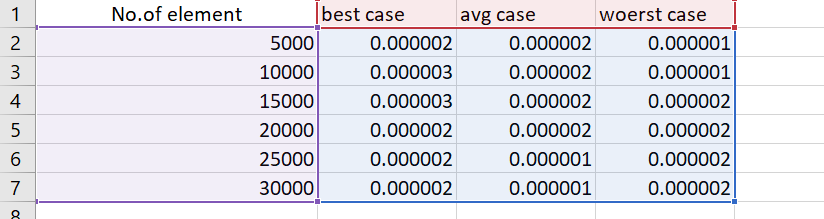 1 No.of element best case avg case woerst case
2 5000 0.000002 0.000002 0.000001
3 10000 0.000003 0.000002 0.000001
4 15000 0.000003 0.000002 0.000002
5 20000 0.000002 0.000002 0.000002
6 25000 0.000002 0.000001 0.000002
7 30000 0.000002 0.000001 0.000002
8